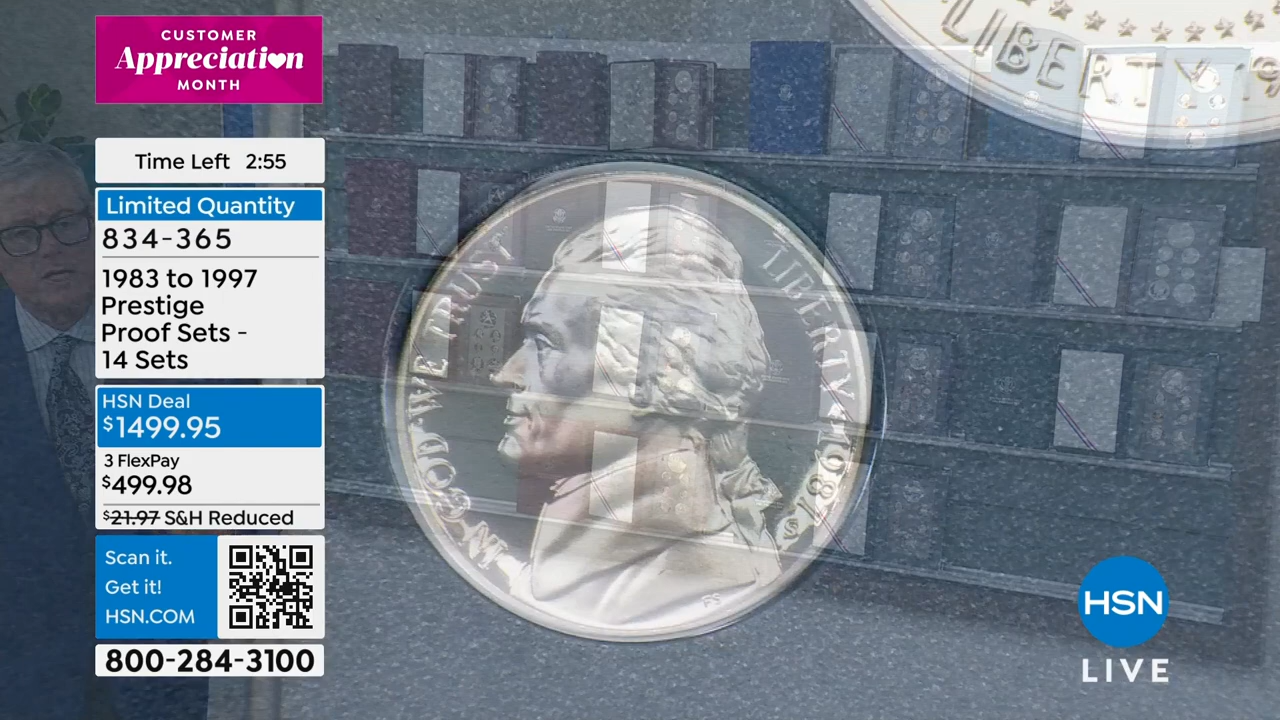 CUSTOMER
Appreciation
MONTH
Time Left 2:55
Limited Quantity
834-365
1983 to 1997
Prestige
Proof Sets -
14 Sets
HSN Deal
$1499.95
3 FlexPay
$499.98
$21.97 S&H Reduced
Scan it.
Get it!
HSN.COM
800-284-3100
LIBERTY 19
IN GOD WE TRUST
LIBERTY
FS
HSN
LIVE